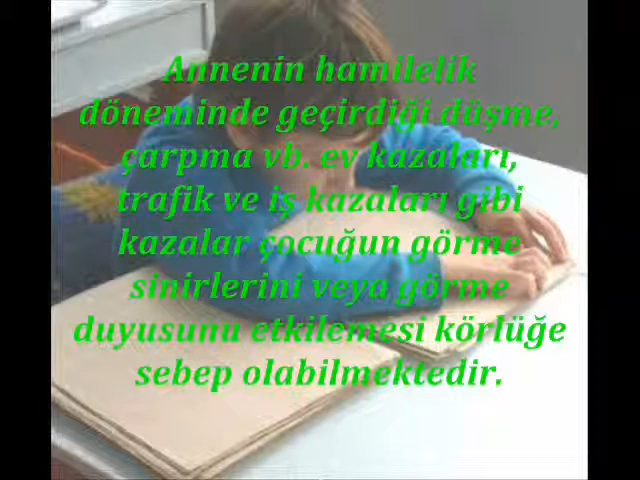 Annenin hamilelik
döneminde geçirdiği düşme,
çarpma vb. ev kazaları,
trafik ve iş kazaları gibi
kazalar çocuğun görme
sinirlerini veya görme
duyusunu etkilemesi körlüğe
sebep olabilmektedir.